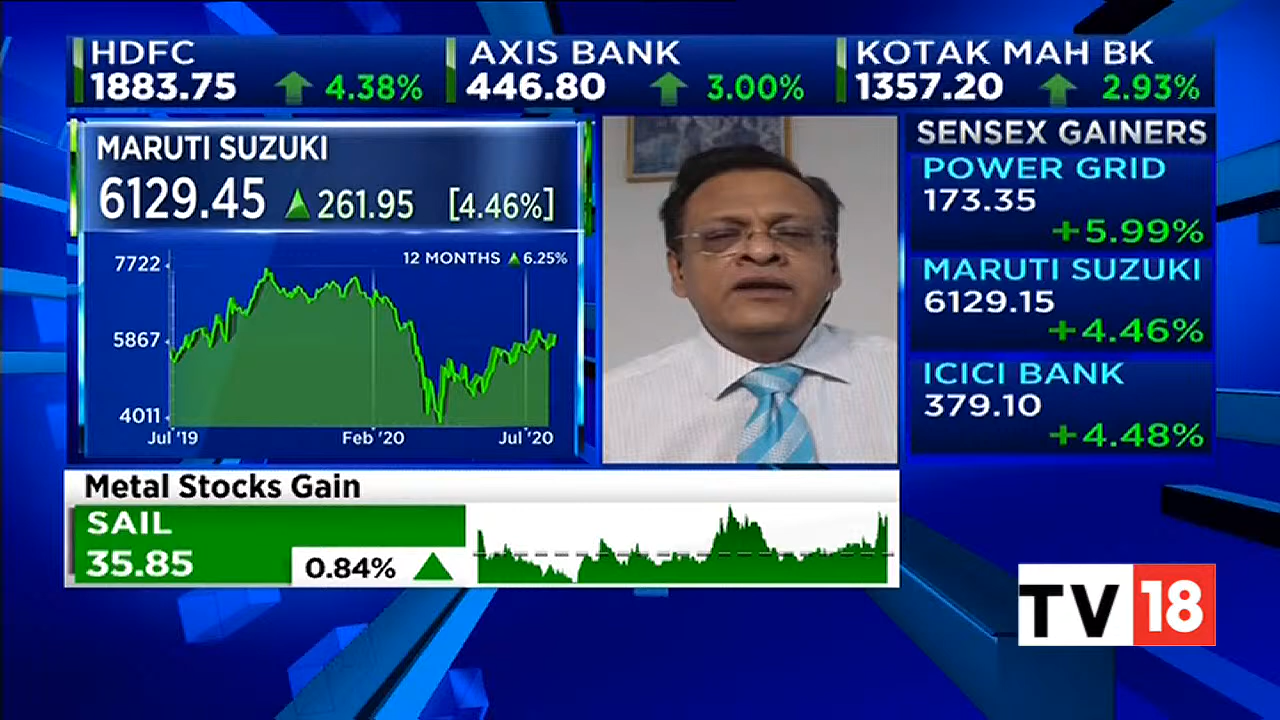 HDFC
1883.75 4.38%
AXIS BANK
446.80 3.00%
KOTAK MAH BK
1357.20 2.93%
MARUTI SUZUKI
6129.45 261.95 [4.46%]
12 MONTHS 6.25%
7722
5867
4011
Jul '19 Feb '20 Jul '20
SENSEX GAINERS
POWER GRID
173.35
+5.99%
MARUTI SUZUKI
6129.15
+4.46%
ICICI BANK
379.10
+4.48%
Metal Stocks Gain
SAIL
35.85 0.84%
TV18